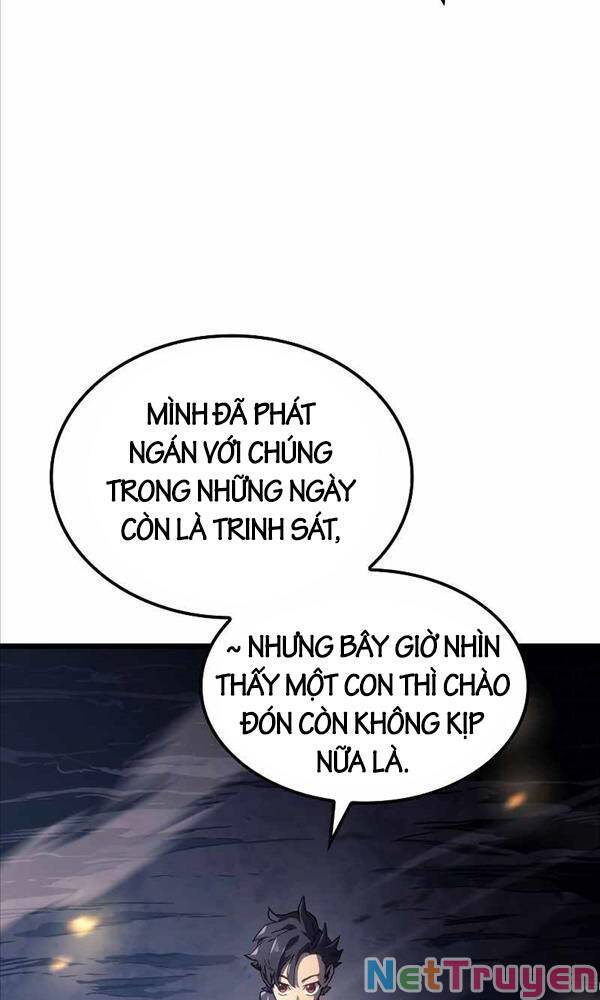 MÌNH ĐÃ PHÁT
NGÁN VỚI CHÚNG
TRONG NHỮNG NGÀY
CÒN LÀ TRINH SÁT,
~ NHƯNG BÂY GIỜ NHÌN
THẤY MỘT CON THÌ CHÀO
ĐÓN CÒN KHÔNG KỊP
NỮA LÀ.
NetTruyen